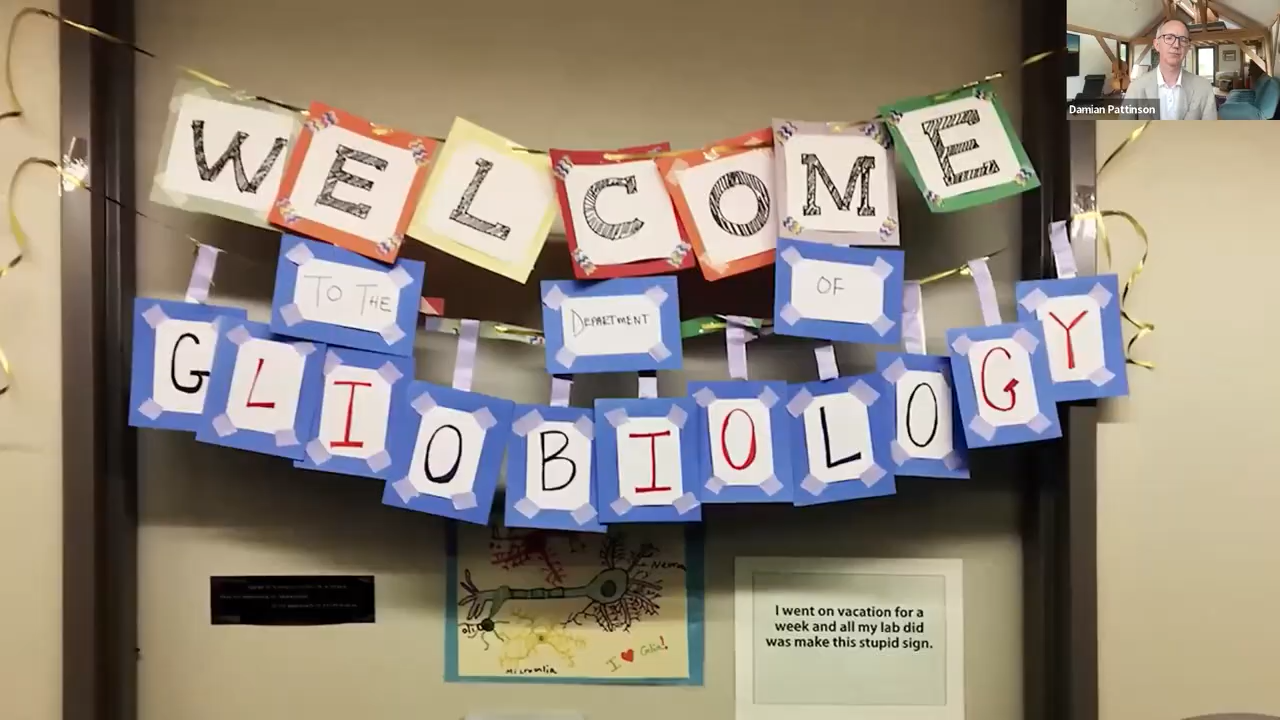 Damian Pattinson
WELCOME
TO THE
DEPARTMENT
OF
GLIOBIOLOGY
Neuron
Microglia
I ♥ Glia!
I went on vacation for a
week and all my lab did
was make this stupid sign.